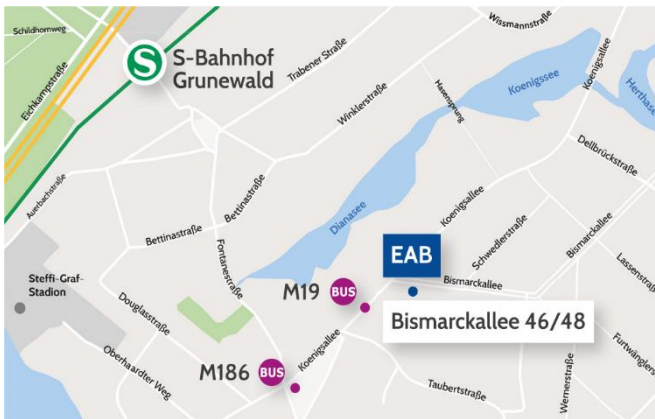 Schildhornweg
Eichkampstraße
S
S-Bahnhof
Grunewald
Trabener Straße
Wissmannstraße
Koenigsallee
Koenigssee
Herthasee
Hasensprung
Winklerstraße
Dellbrückstraße
Auerbachstraße
Bettinastraße
Bettinastraße
Dianasee
Koenigsallee
Fontanestraße
Schwedlerstraße
Bismarckallee
Lassenstraße
Steffi-Graf-
Stadion
EAB
Bismarckallee
M19
BUS
Bismarckallee 46/48
Douglasstraße
Oberhaardter Weg
Koenigsallee
M186
BUS
Taubertstraße
Wernerstraße
Furtwängler